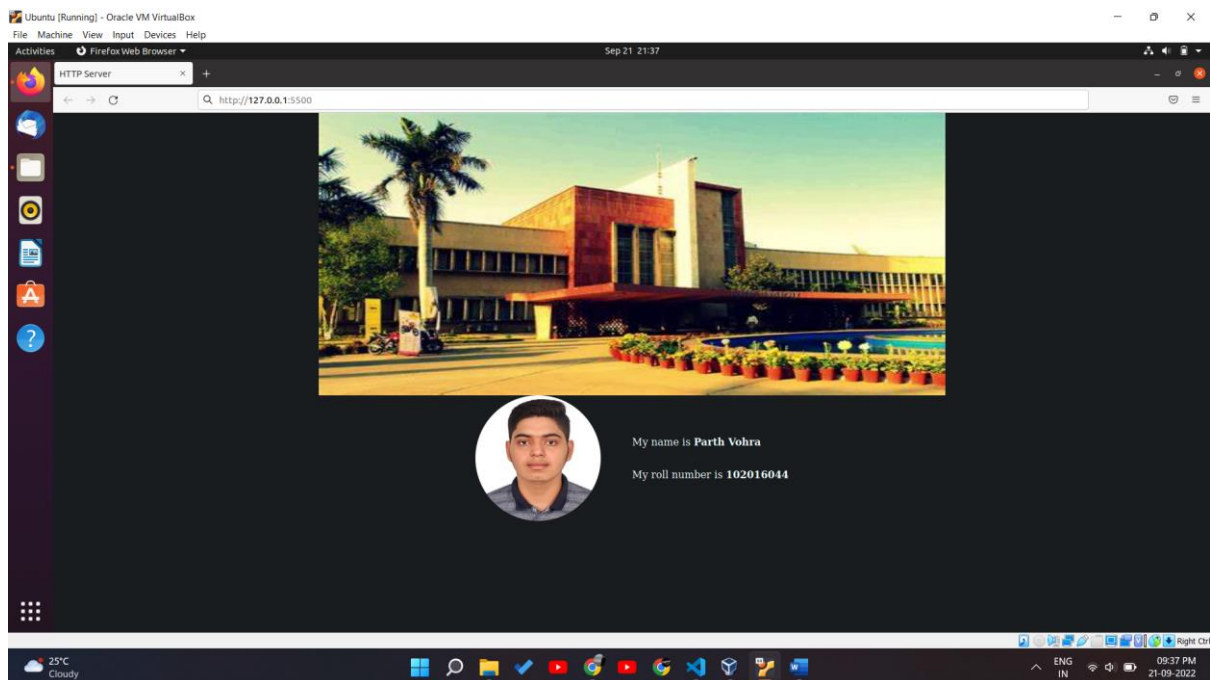 Ubuntu [Running] - Oracle VM VirtualBox
File Machine View Input Devices Help
Activities Firefox Web Browser Sep 21 21:37
HTTP Server
http://127.0.0.1:5500
My name is Parth Vohra
My roll number is 102016044
Right Ctrl
25°C
Cloudy
ENG
IN
09:37 PM
21-09-2022